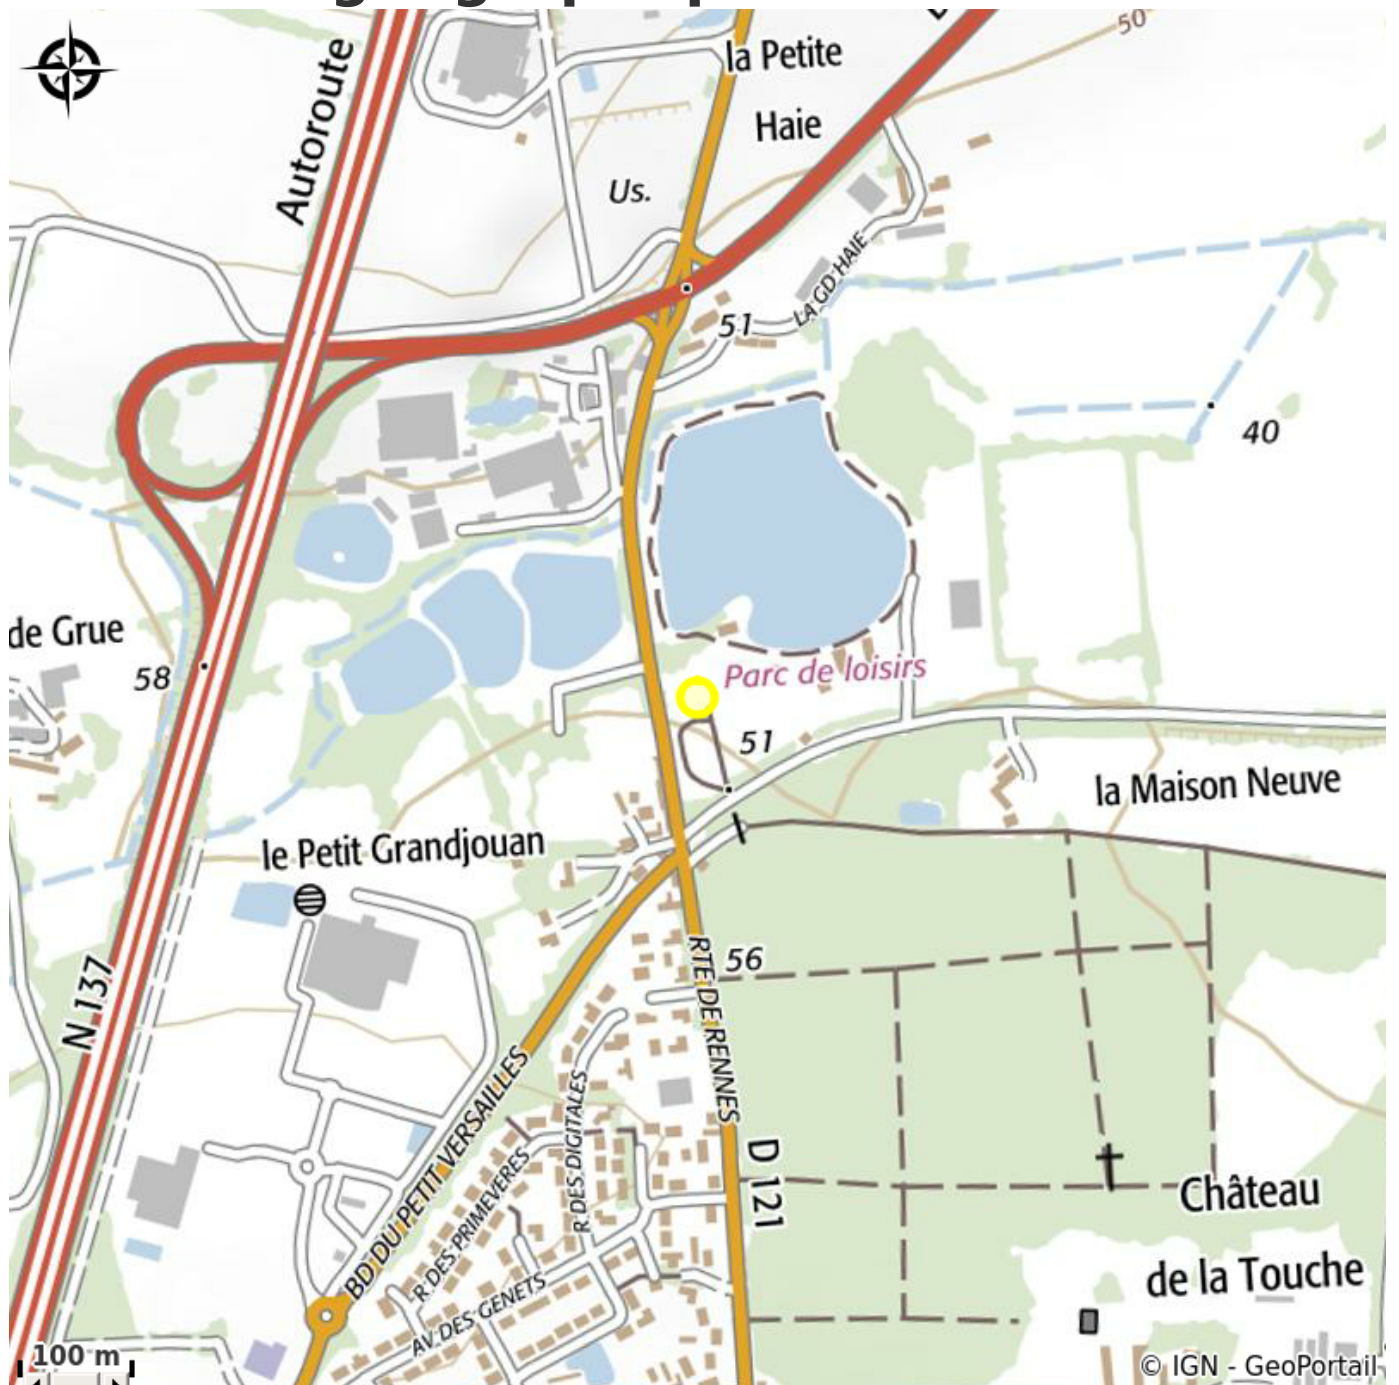 50
la Petite
Haie
Autoroute
Us.
LA GD HAIE
51
40
de Grue
58
Parc de loisirs
51
la Maison Neuve
le Petit Grandjouan
56
N 137
RTE DE RENNES
BD DU PETIT VERSAILLES
R DES DIGITALES
R DES PRIMEVERES
D 121
Château
de la Touche
AV DES GENETS
100 m
© IGN - GeoPortail